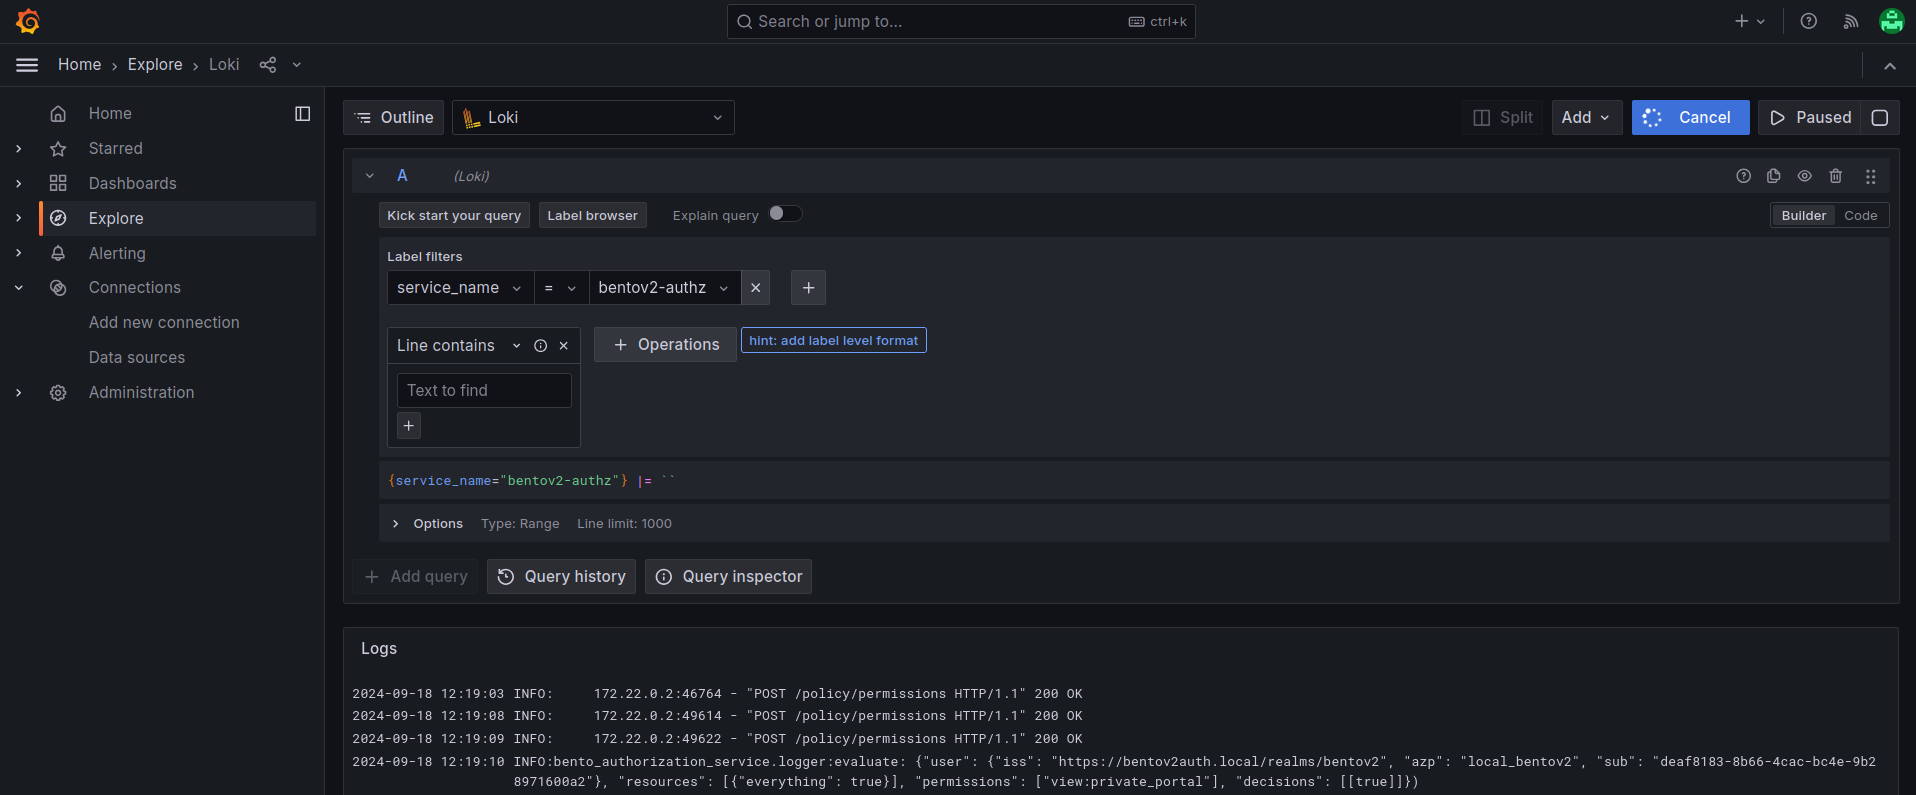 Search or jump to... ctrl+k
Home › Explore › Loki
Home
Starred
Dashboards
Explore
Alerting
Connections
Add new connection
Data sources
Administration
Outline Loki Split Add Cancel Paused
A (Loki)
Kick start your query Label browser Explain query Builder Code
Label filters
service_name = bentov2-authz
Line contains + Operations hint: add label level format
Text to find
{service_name="bentov2-authz"} |= ``
Options Type: Range Line limit: 1000
+ Add query Query history Query inspector
Logs
2024-09-18 12:19:03 INFO: 172.22.0.2:46764 - "POST /policy/permissions HTTP/1.1" 200 OK
2024-09-18 12:19:08 INFO: 172.22.0.2:49614 - "POST /policy/permissions HTTP/1.1" 200 OK
2024-09-18 12:19:09 INFO: 172.22.0.2:49622 - "POST /policy/permissions HTTP/1.1" 200 OK
2024-09-18 12:19:10 INFO:bento_authorization_service.logger:evaluate: {"user": {"iss": "https://bentov2auth.local/realms/bentov2", "azp": "local_bentov2", "sub": "deaf8183-8b66-4cac-bc4e-9b2
8971600a2"}, "resources": [{"everything": true}], "permissions": ["view:private_portal"], "decisions": [[true]]})